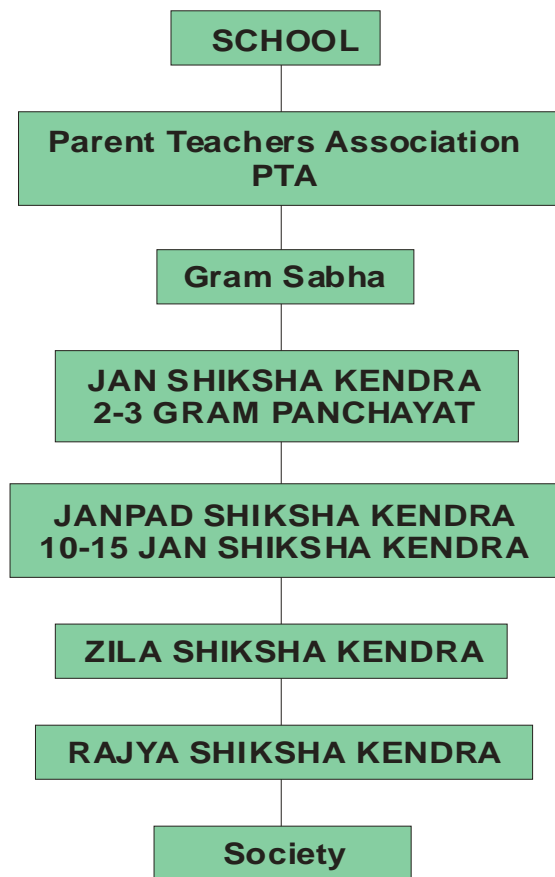 SCHOOL
Parent Teachers Association
PTA
Gram Sabha
JAN SHIKSHA KENDRA
2-3 GRAM PANCHAYAT
JANPAD SHIKSHA KENDRA
10-15 JAN SHIKSHA KENDRA
ZILA SHIKSHA KENDRA
RAJYA SHIKSHA KENDRA
Society